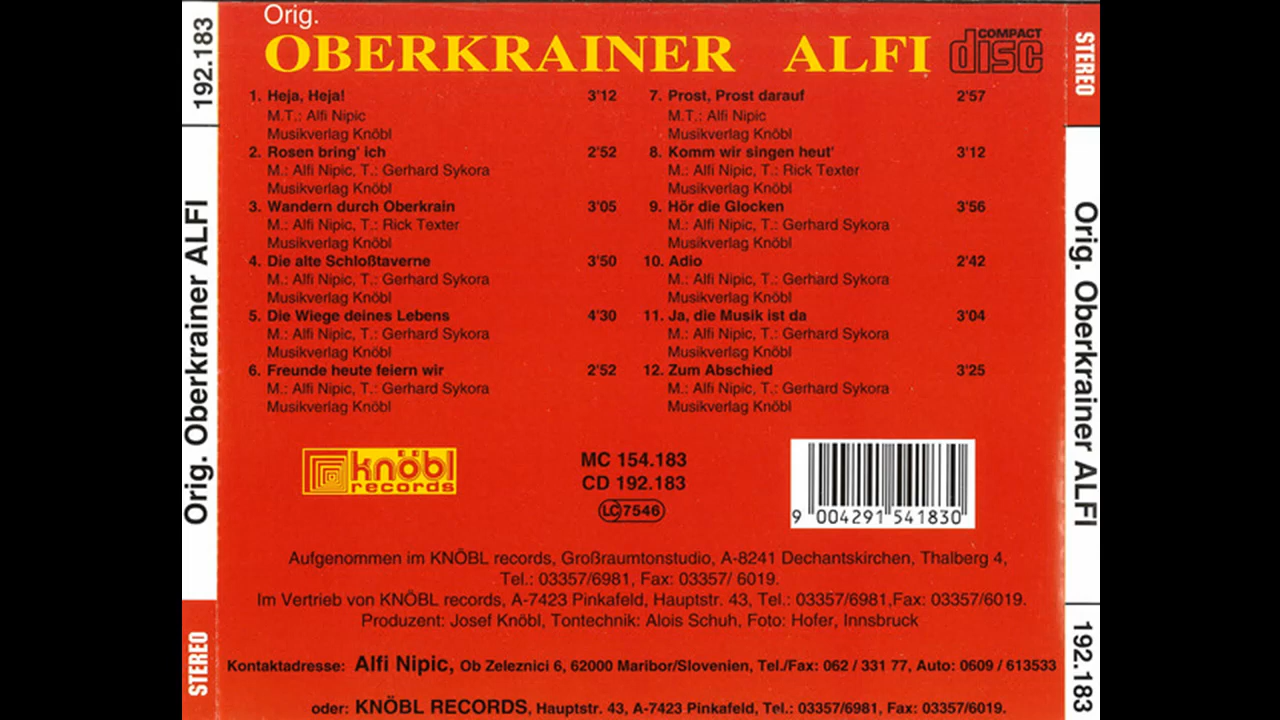 Orig.
OBERKRAINER ALFI
COMPACT
disc
1. Heja, Heja! 3'12
M.T.: Alfi Nipic
Musikverlag Knöbl
2. Rosen bring' ich 2'52
M.: Alfi Nipic, T.: Gerhard Sykora
Musikverlag Knöbl
3. Wandern durch Oberkrain 3'05
M.: Alfi Nipic, T.: Rick Texter
Musikverlag Knöbl
4. Die alte Schloßtaverne 3'50
M.: Alfi Nipic, T.: Gerhard Sykora
Musikverlag Knöbl
5. Die Wiege deines Lebens 4'30
M.: Alfi Nipic, T.: Gerhard Sykora
Musikverlag Knöbl
6. Freunde heute feiern wir 2'52
M.: Alfi Nipic, T.: Gerhard Sykora
Musikverlag Knöbl
7. Prost, Prost darauf 2'57
M.T.: Alfi Nipic
Musikverlag Knöbl
8. Komm wir singen heut' 3'12
M.: Alfi Nipic, T.: Rick Texter
Musikverlag Knöbl
9. Hör die Glocken 3'56
M.: Alfi Nipic, T.: Gerhard Sykora
Musikverlag Knöbl
10. Adio 2'42
M.: Alfi Nipic, T.: Gerhard Sykora
Musikverlag Knöbl
11. Ja, die Musik ist da 3'04
M.: Alfi Nipic, T.: Gerhard Sykora
Musikverlag Knöbl
12. Zum Abschied 3'25
M.: Alfi Nipic, T.: Gerhard Sykora
Musikverlag Knöbl
knöbl
records
MC 154.183
CD 192.183
LC 7546
9 004291 541830
Aufgenommen im KNÖBL records, Großraumtonstudio, A-8241 Dechantskirchen, Thalberg 4,
Tel.: 03357/6981, Fax: 03357/ 6019.
Im Vertrieb von KNÖBL records, A-7423 Pinkafeld, Hauptstr. 43, Tel.: 03357/6981,Fax: 03357/6019.
Produzent: Josef Knöbl, Tontechnik: Alois Schuh, Foto: Hofer, Innsbruck
Kontaktadresse: Alfi Nipic, Ob Zeleznici 6, 62000 Maribor/Slovenien, Tel./Fax: 062 / 331 77, Auto: 0609 / 613533
oder: KNÖBL RECORDS, Hauptstr. 43, A-7423 Pinkafeld, Tel.: 03357/6981, Fax: 03357/6019.
192.183
Orig. Oberkrainer ALFI
STEREO
STEREO
Orig. Oberkrainer ALFI
192.183